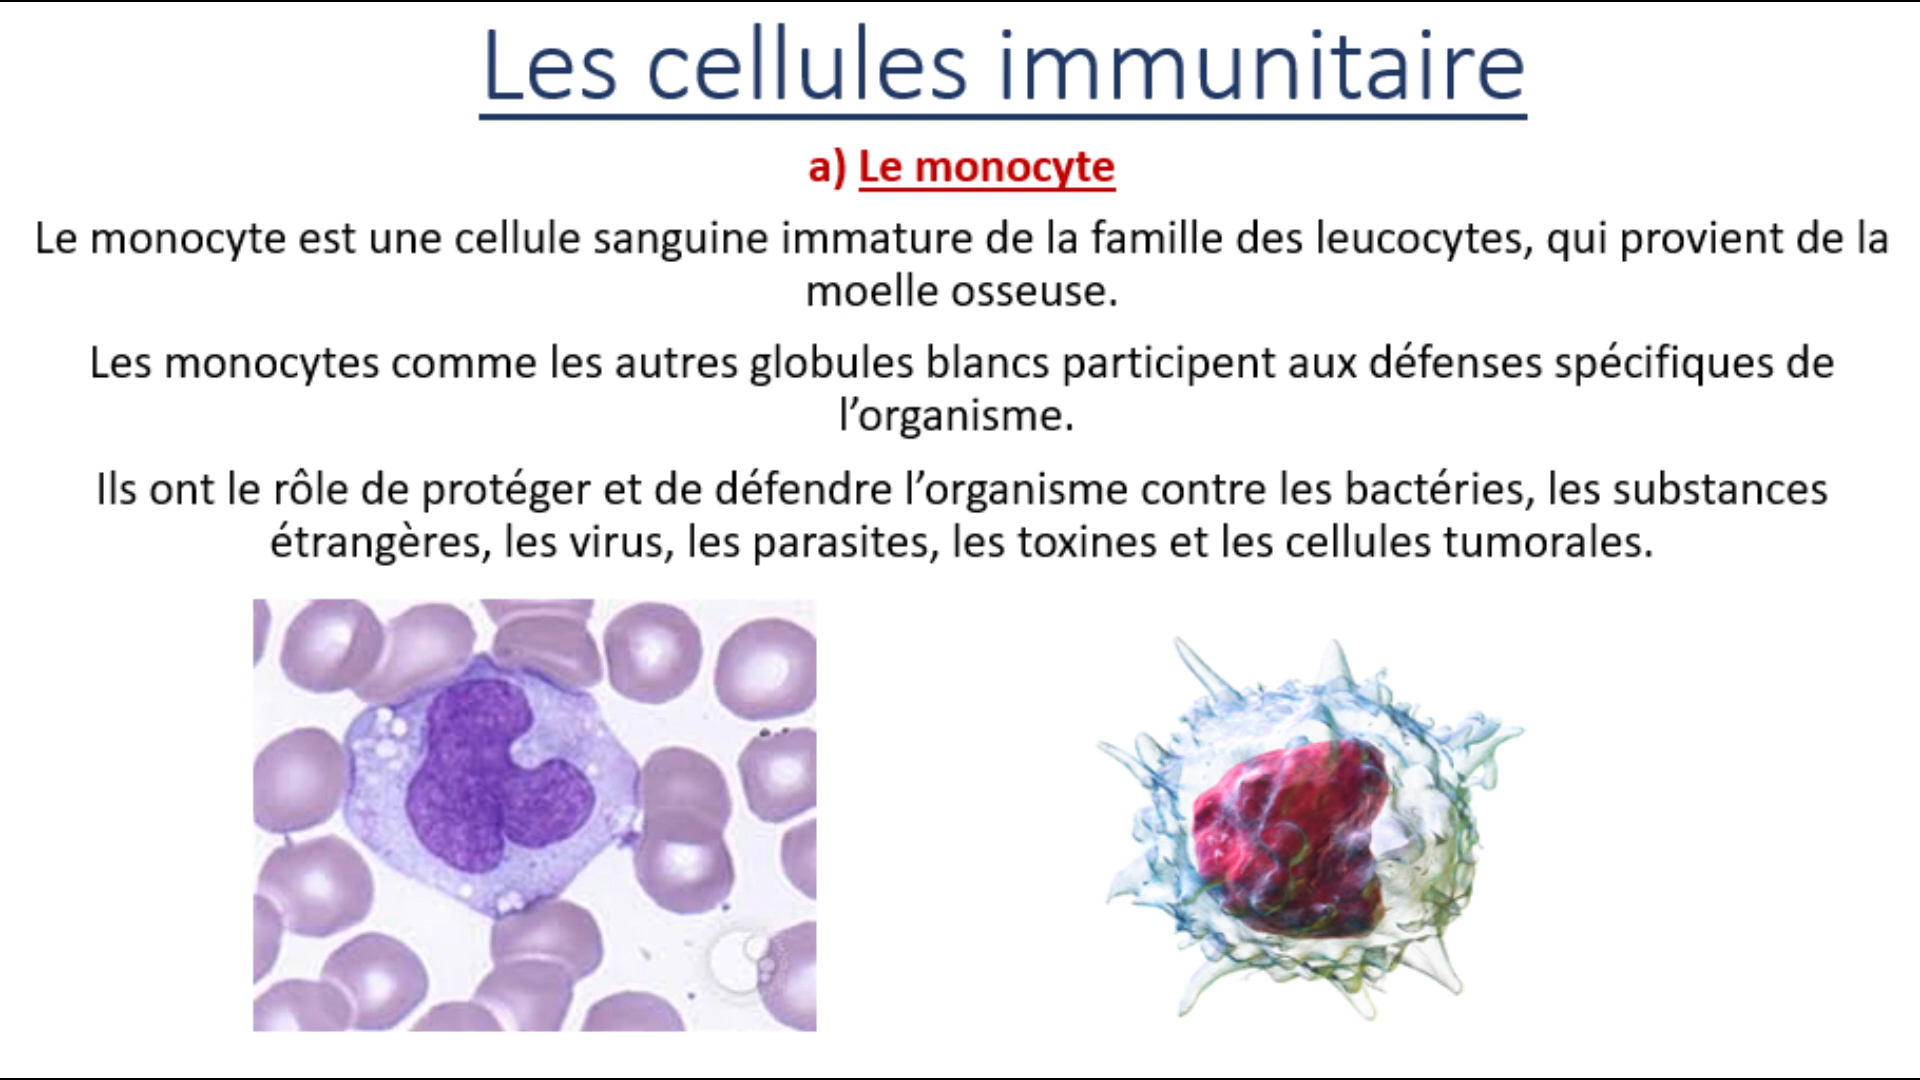 Les cellules immunitaire
a) Le monocyte
Le monocyte est une cellule sanguine immature de la famille des leucocytes, qui provient de la
moelle osseuse.
Les monocytes comme les autres globules blancs participent aux défenses spécifiques de
l’organisme.
Ils ont le rôle de protéger et de défendre l’organisme contre les bactéries, les substances
étrangères, les virus, les parasites, les toxines et les cellules tumorales.